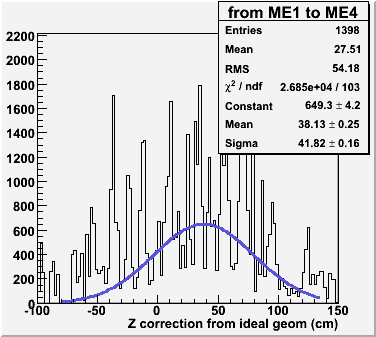 from ME1 to ME4
Entries 1398
Mean 27.51
RMS 54.18
χ² / ndf 2.685e+04 / 103
Constant 649.3 ± 4.2
Mean 38.13 ± 0.25
Sigma 41.82 ± 0.16
2200
2000
1800
1600
1400
1200
1000
800
600
400
200
0
-100 -50 0 50 100 150
Z correction from ideal geom (cm)